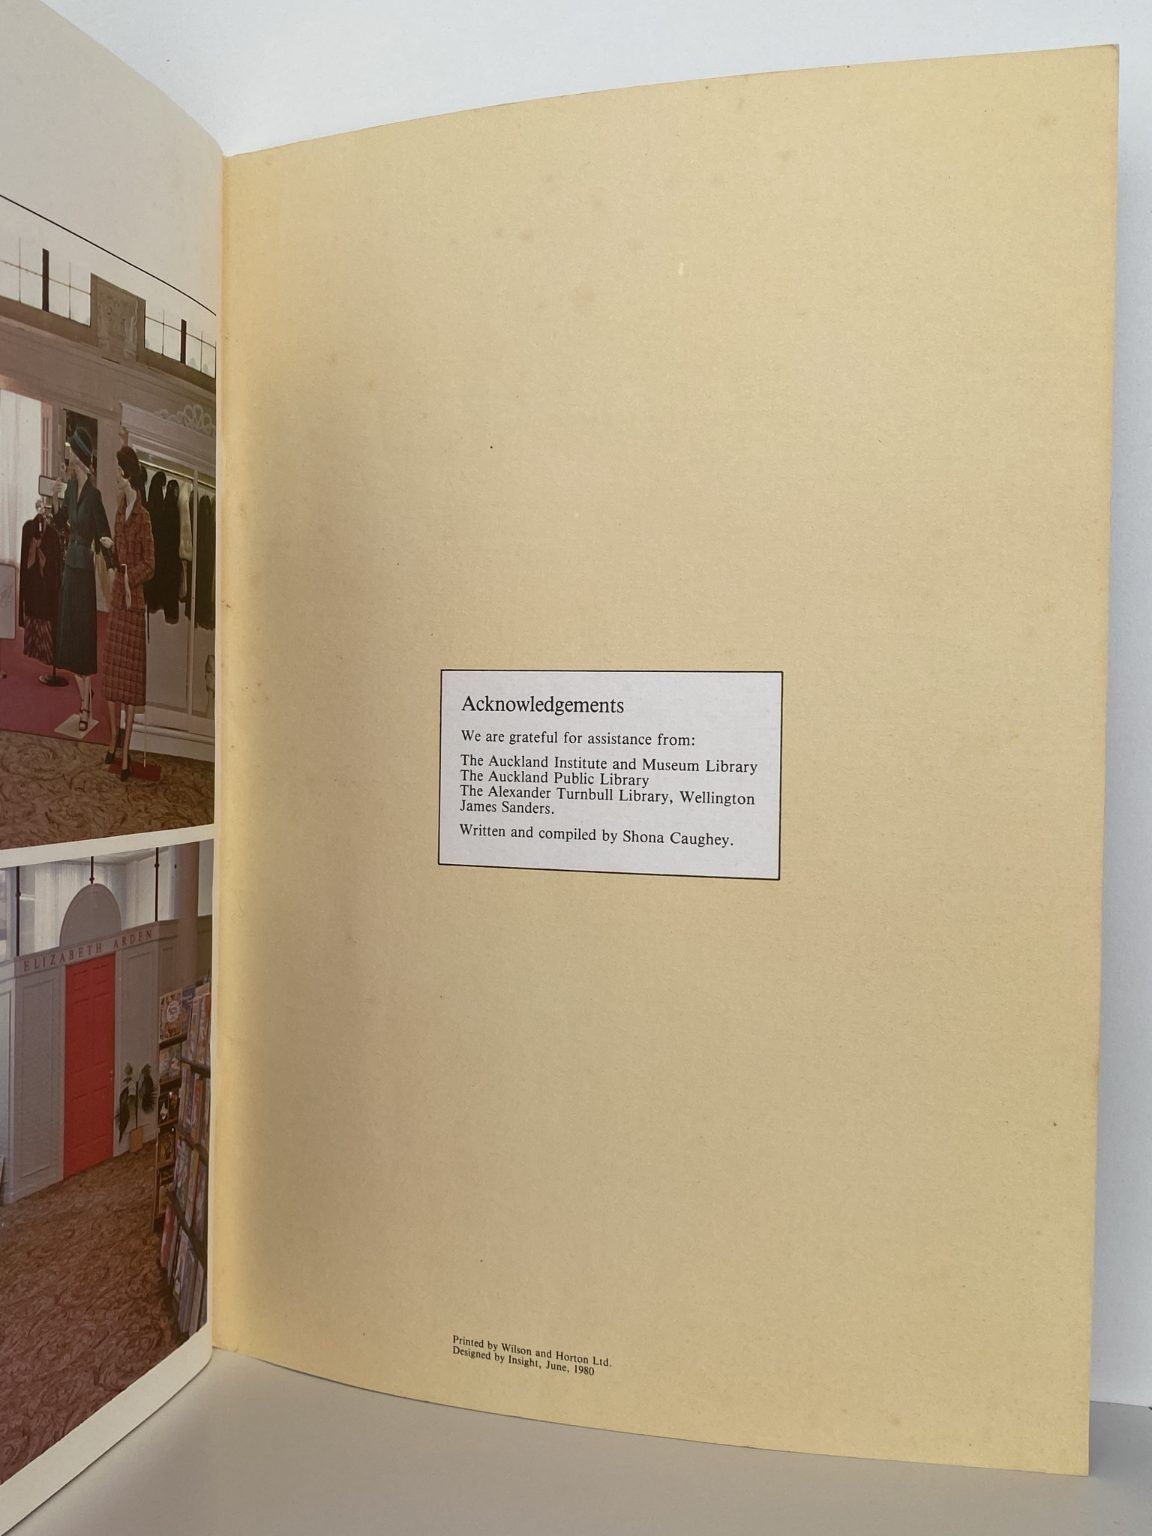 ELIZABETH ARDEN
Acknowledgements
We are grateful for assistance from:
The Auckland Institute and Museum Library
The Auckland Public Library
The Alexander Turnbull Library, Wellington
James Sanders.
Written and compiled by Shona Caughey.
Printed by Wilson and Horton Ltd.
Designed by Insight, June, 1980